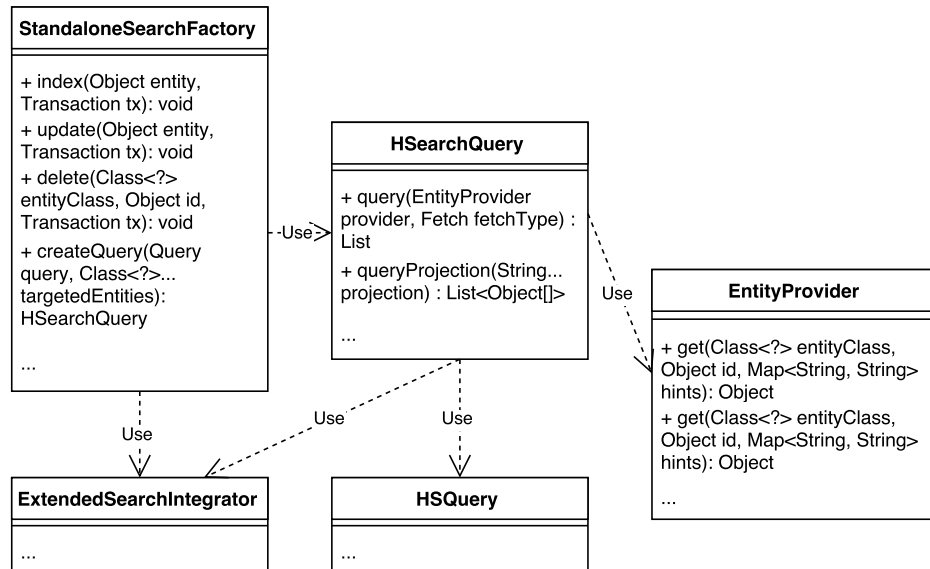 StandaloneSearchFactory
+ index(Object entity,
Transaction tx): void
+ update(Object entity,
Transaction tx): void
+ delete(Class<?>
entityClass, Object id,
Transaction tx): void
+ createQuery(Query
query, Class<?>...
targetedEntities):
HSearchQuery
...
Use
HSearchQuery
+ query(EntityProvider
provider, Fetch fetchType) :
List
+ queryProjection(String...
projection) : List<Object[]>
...
Use
EntityProvider
+ get(Class<?> entityClass,
Object id, Map<String, String>
hints): Object
+ get(Class<?> entityClass,
Object id, Map<String, String>
hints): Object
...
Use
Use
Use
ExtendedSearchIntegrator
...
HSQuery
...